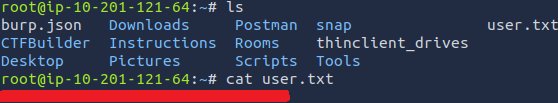 root@ip-10-201-121-64:~# ls
burp.json Downloads Postman snap user.txt
CTFBuilder Instructions Rooms thinclient_drives
Desktop Pictures Scripts Tools
root@ip-10-201-121-64:~# cat user.txt